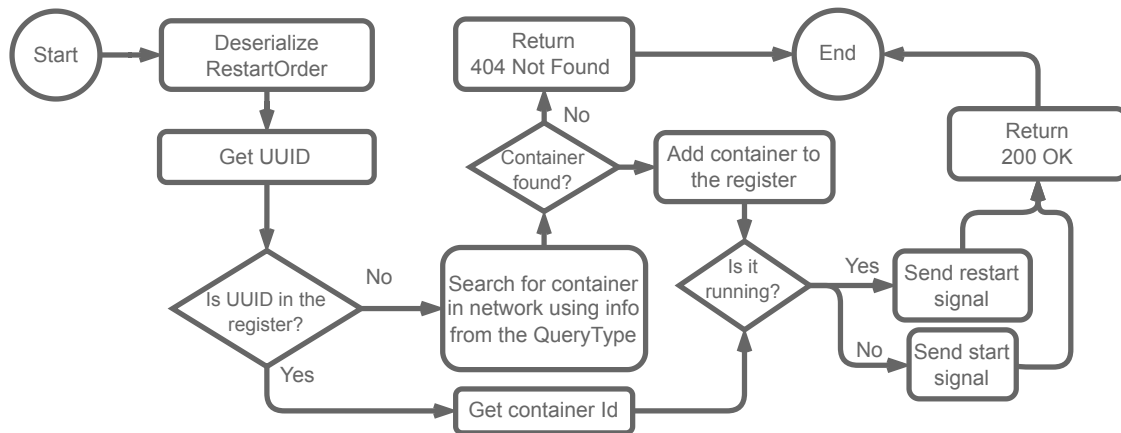 Start
Deserialize
RestartOrder
Get UUID
Is UUID in the
register?
No
Yes
Search for container
in network using info
from the QueryType
Get container Id
Container
found?
No
Return
404 Not Found
End
Add container to
the register
Is it
running?
Yes
Send restart
signal
No
Send start
signal
Return
200 OK